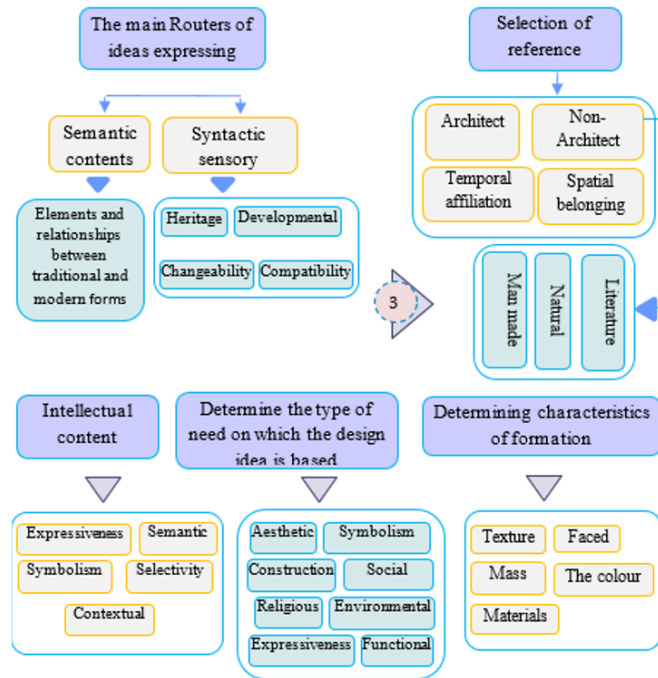 The main Routers of
ideas expressing
Selection of
reference
Semantic
contents
Syntactic
sensory
Architect
Non-
Architect
Temporal
affiliation
Spatial
belonging
Elements and
relationships
between
traditional and
modern forms
Heritage
Developmental
Changeability
Compatibility
3
Man made
Natural
Literature
Intellectual
content
Determine the type of
need on which the design
idea is based
Determining characteristics
of formation
Expressiveness
Semantic
Symbolism
Selectivity
Contextual
Aesthetic
Symbolism
Construction
Social
Religious
Environmental
Expressiveness
Functional
Texture
Faced
Mass
The colour
Materials